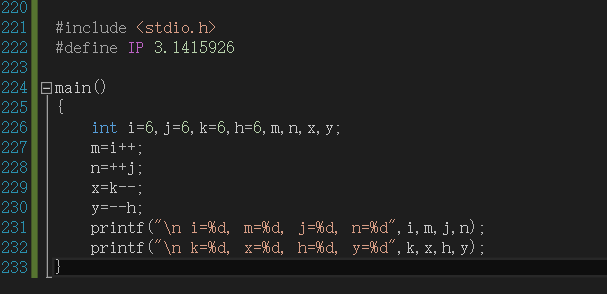 220
221 #include <stdio.h>
222 #define IP 3.1415926
223
224 main()
225 {
226 int i=6,j=6,k=6,h=6,m,n,x,y;
227 m=i++;
228 n=++j;
229 x=k--;
230 y=--h;
231 printf("\n i=%d, m=%d, j=%d, n=%d",i,m,j,n);
232 printf("\n k=%d, x=%d, h=%d, y=%d",k,x,h,y);
233 }